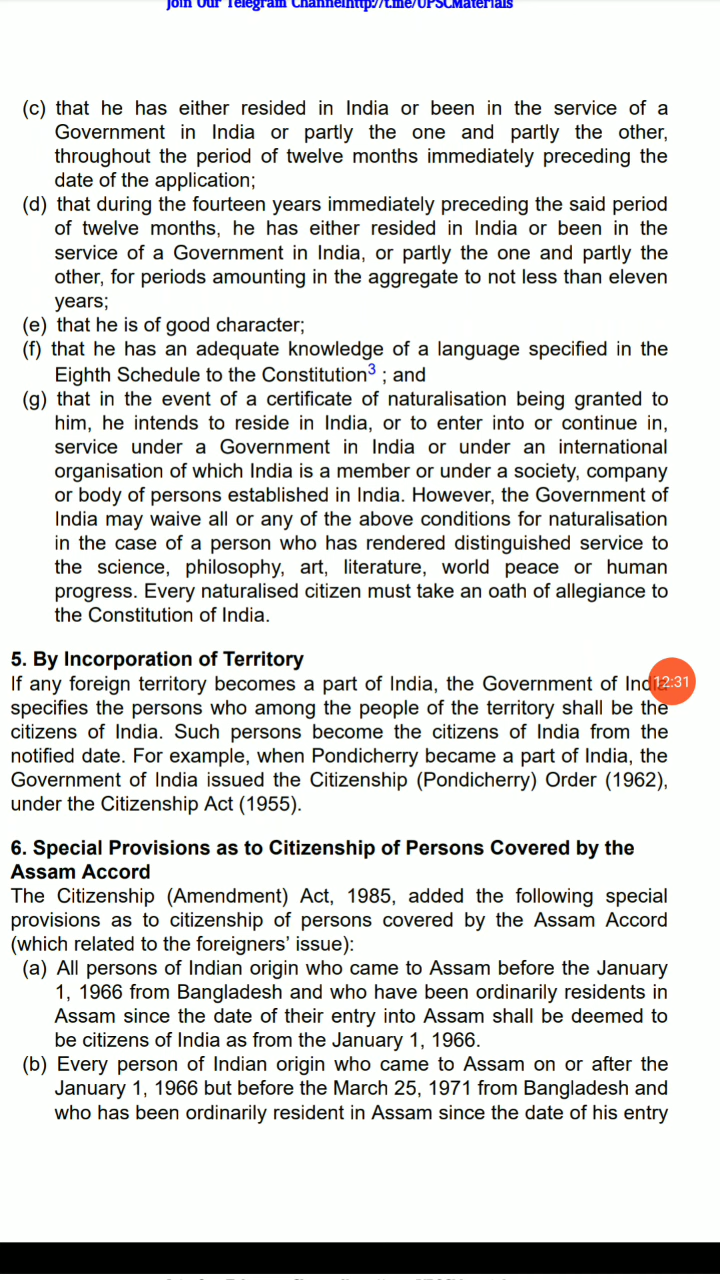 Join Our Telegram Channelhttp://t.me/UPSCMaterials
(c) that he has either resided in India or been in the service of a
Government in India or partly the one and partly the other,
throughout the period of twelve months immediately preceding the
date of the application;
(d) that during the fourteen years immediately preceding the said period
of twelve months, he has either resided in India or been in the
service of a Government in India, or partly the one and partly the
other, for periods amounting in the aggregate to not less than eleven
years;
(e) that he is of good character;
(f) that he has an adequate knowledge of a language specified in the
Eighth Schedule to the Constitution3 ; and
(g) that in the event of a certificate of naturalisation being granted to
him, he intends to reside in India, or to enter into or continue in,
service under a Government in India or under an international
organisation of which India is a member or under a society, company
or body of persons established in India. However, the Government of
India may waive all or any of the above conditions for naturalisation
in the case of a person who has rendered distinguished service to
the science, philosophy, art, literature, world peace or human
progress. Every naturalised citizen must take an oath of allegiance to
the Constitution of India.
5. By Incorporation of Territory
If any foreign territory becomes a part of India, the Government of India
12:31
specifies the persons who among the people of the territory shall be the
citizens of India. Such persons become the citizens of India from the
notified date. For example, when Pondicherry became a part of India, the
Government of India issued the Citizenship (Pondicherry) Order (1962),
under the Citizenship Act (1955).
6. Special Provisions as to Citizenship of Persons Covered by the
Assam Accord
The Citizenship (Amendment) Act, 1985, added the following special
provisions as to citizenship of persons covered by the Assam Accord
(which related to the foreigners’ issue):
(a) All persons of Indian origin who came to Assam before the January
1, 1966 from Bangladesh and who have been ordinarily residents in
Assam since the date of their entry into Assam shall be deemed to
be citizens of India as from the January 1, 1966.
(b) Every person of Indian origin who came to Assam on or after the
January 1, 1966 but before the March 25, 1971 from Bangladesh and
who has been ordinarily resident in Assam since the date of his entry